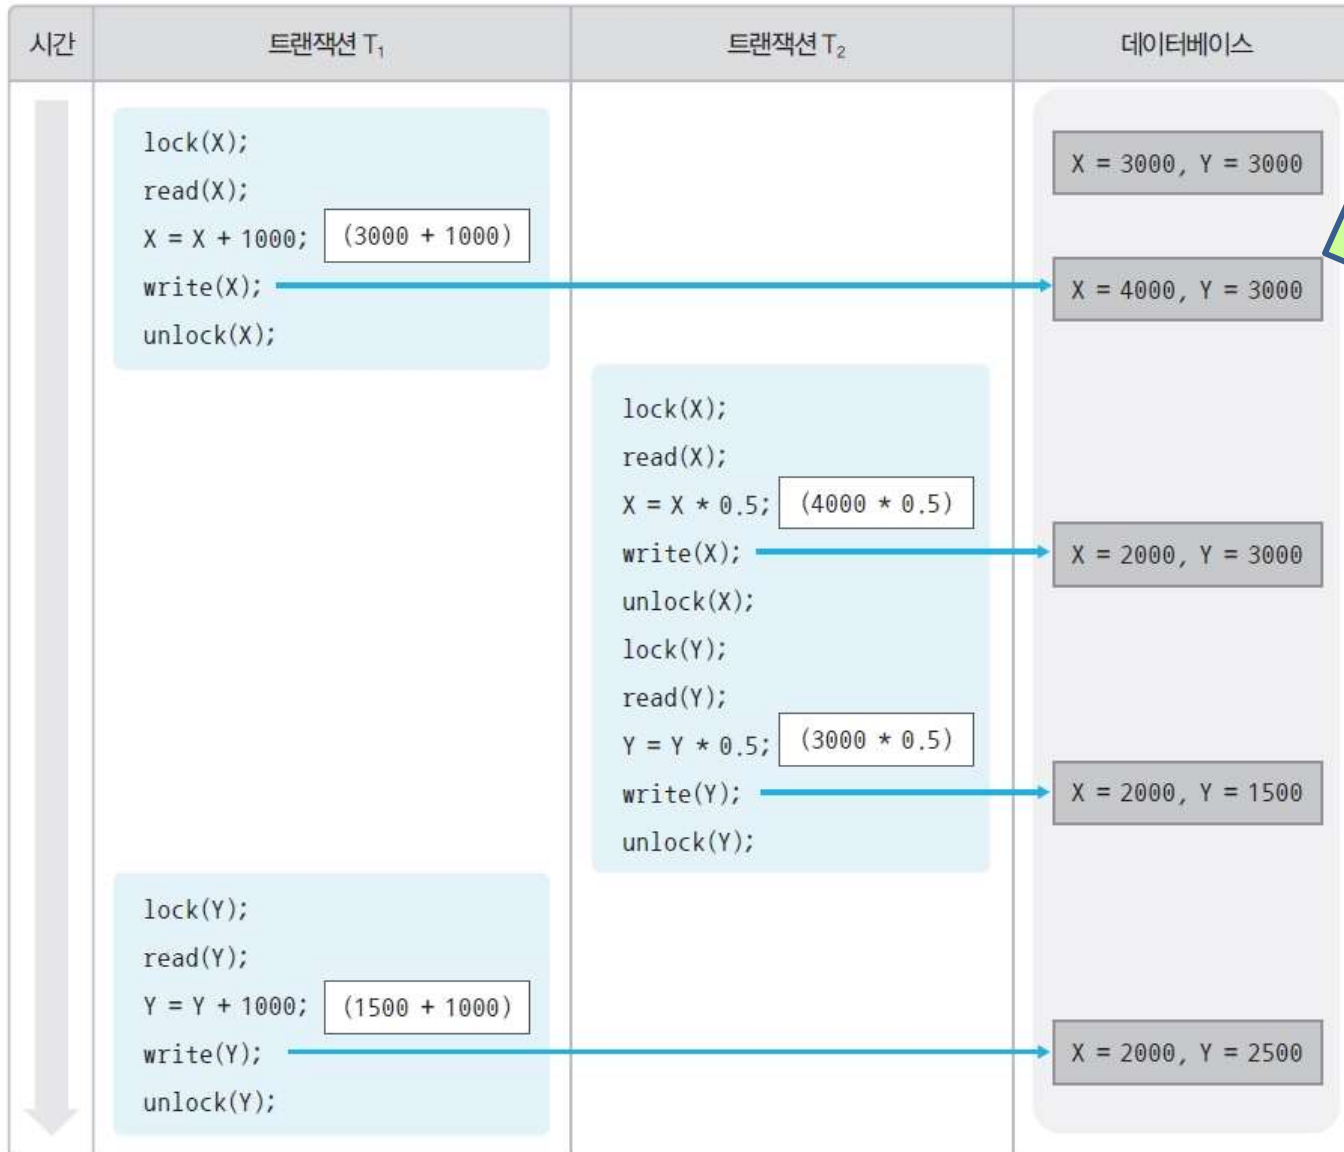 시간 트랜잭션 T₁ 트랜잭션 T₂ 데이터베이스
lock(X);
read(X);
X = X + 1000; (3000 + 1000)
write(X);
unlock(X);
X = 3000, Y = 3000
X = 4000, Y = 3000
lock(X);
read(X);
X = X * 0.5; (4000 * 0.5)
write(X);
unlock(X);
lock(Y);
read(Y);
Y = Y * 0.5; (3000 * 0.5)
write(Y);
unlock(Y);
X = 2000, Y = 3000
X = 2000, Y = 1500
lock(Y);
read(Y);
Y = Y + 1000; (1500 + 1000)
write(Y);
unlock(Y);
X = 2000, Y = 2500